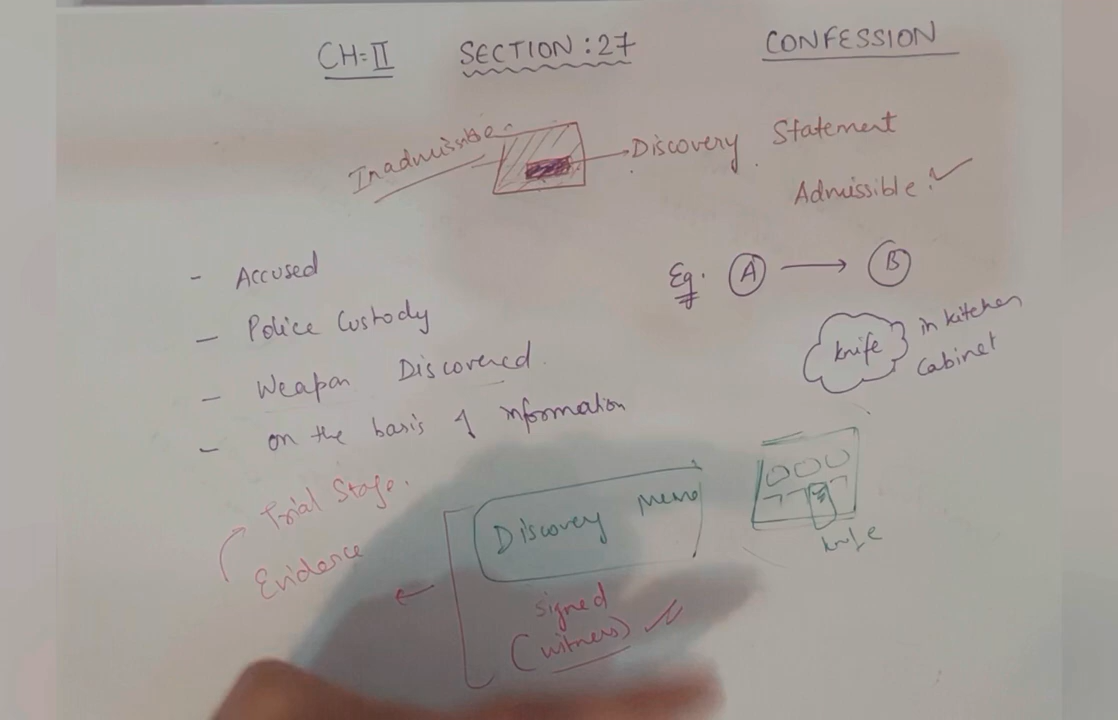 CH=II SECTION:27 CONFESSION
Inadmissible
Discovery Statement
Admissible
- Accused
- Police Custody
- Weapon Discovered
- on the basis of information
Eg. A → B
knife in kitchen
cabinet
knife
Trial Stage.
Evidence
Discovery Memo
signed
(witness)